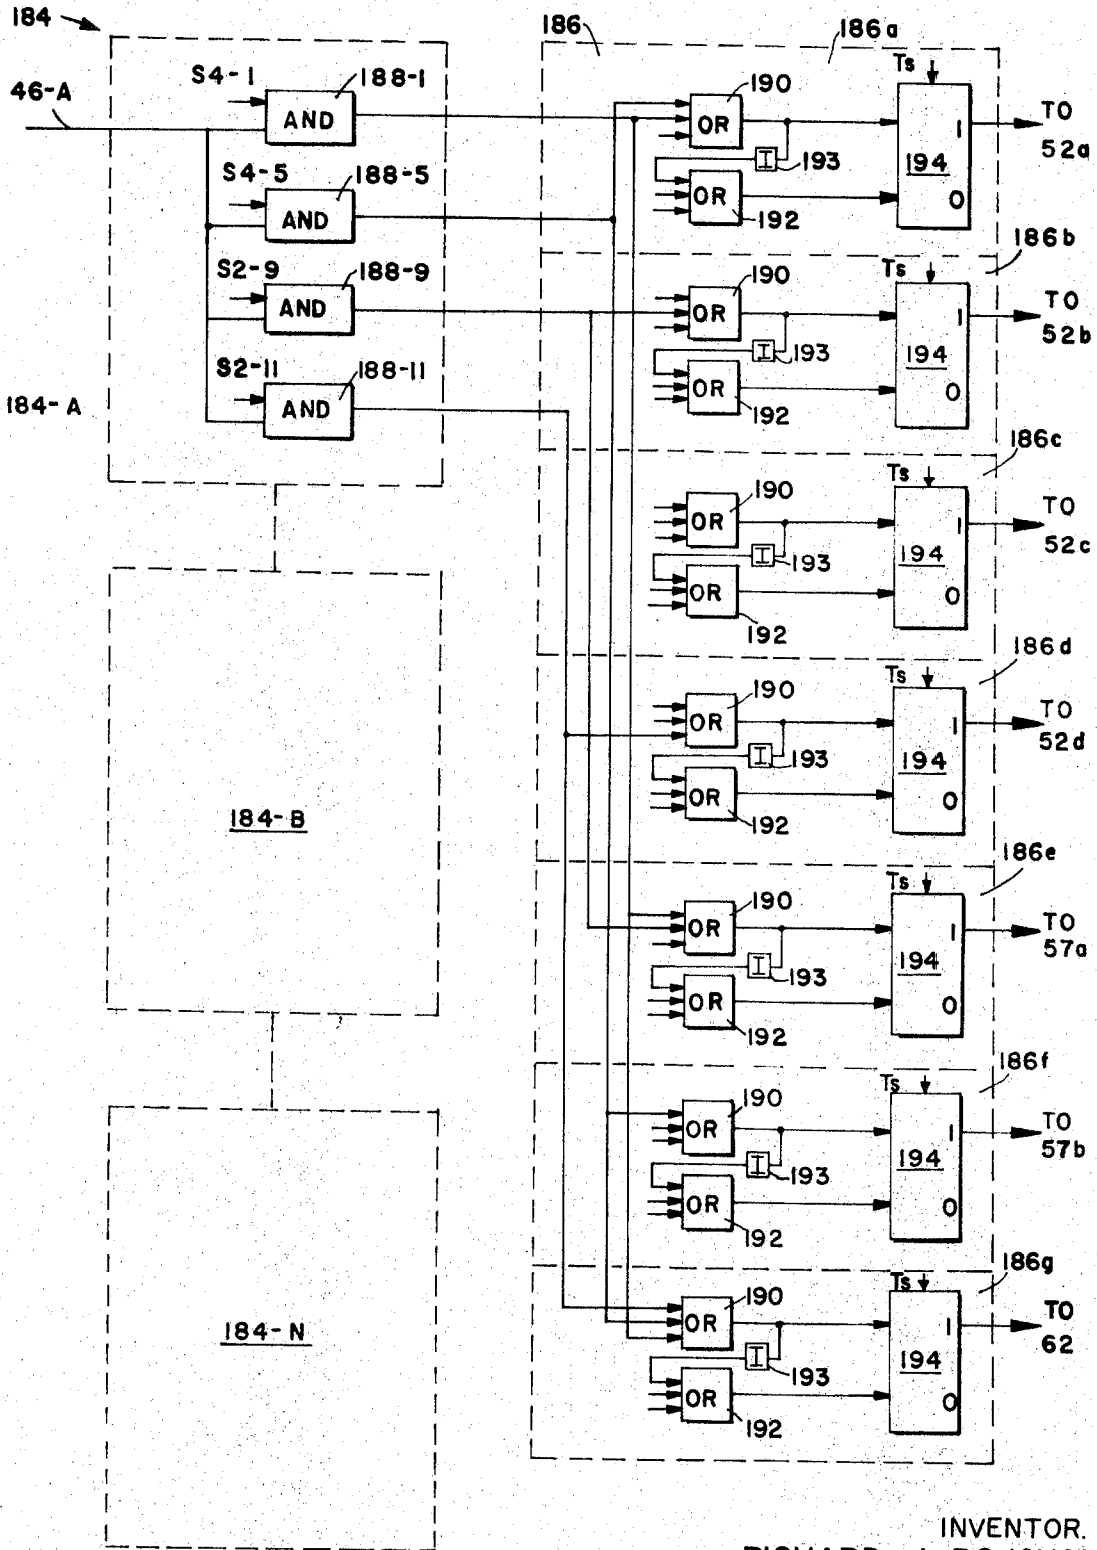 184
186
186a
S4-1
188-1
46-A
AND
190
OR
193
OR
192
Ts
1
194
0
TO
52a
S4-5
188-5
AND
S2-9
188-9
AND
S2-11
188-11
AND
184-A
186b
190
OR
I
193
OR
192
Ts
1
194
0
TO
52b
186c
190
OR
I
193
OR
192
Ts
1
194
0
TO
52c
186d
190
OR
I
193
OR
192
Ts
1
194
0
TO
52d
184-B
186e
190
OR
I
193
OR
192
Ts
1
194
0
TO
57a
186f
190
OR
I
193
OR
192
Ts
1
194
0
TO
57b
184-N
186g
190
OR
I
193
OR
192
Ts
1
194
0
TO
62
INVENTOR.